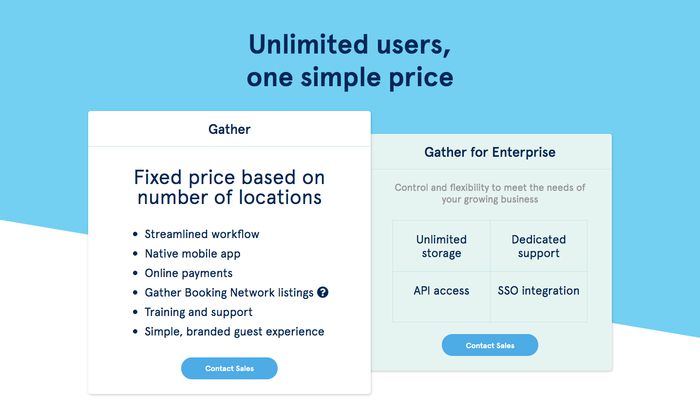 Unlimited users,
one simple price
Gather
Fixed price based on
number of locations
• Streamlined workflow
• Native mobile app
• Online payments
• Gather Booking Network listings ?
• Training and support
• Simple, branded guest experience
Contact Sales
Gather for Enterprise
Control and flexibility to meet the needs of
your growing business
Unlimited
storage
Dedicated
support
API access
SSO integration
Contact Sales